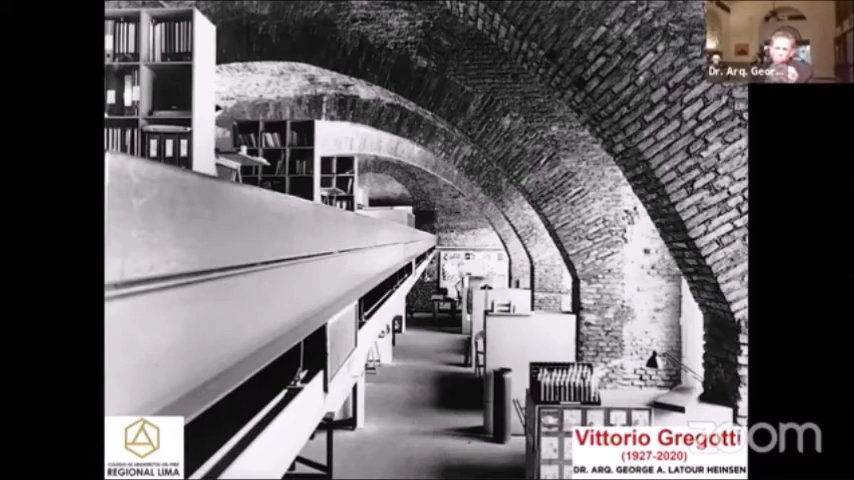 Dr. Arq. Geor...
COLEGIO DE ARQUITECTOS DEL PERÚ
REGIONAL LIMA
Vittorio Gregotti
(1927-2020)
DR. ARQ. GEORGE A. LATOUR HEINSEN
zoom